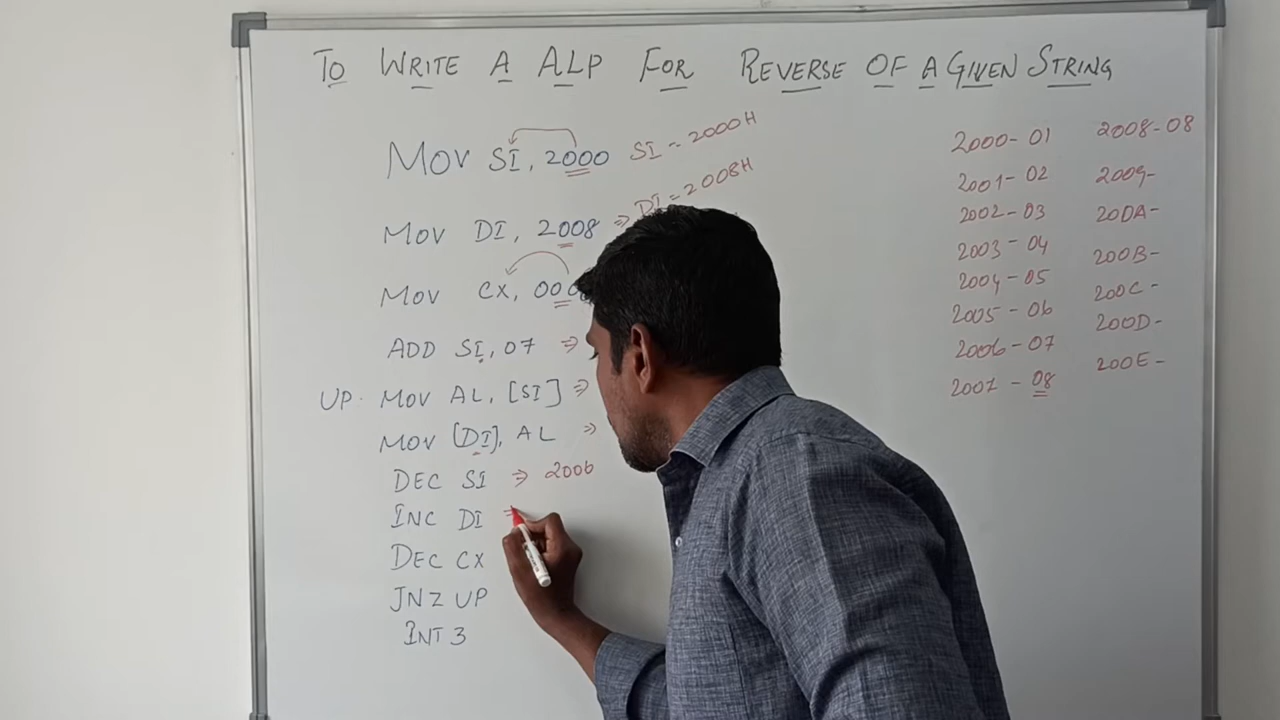 TO WRITE A ALP FOR REVERSE OF A GIVEN STRING
MOV SI, 2000 SI - 2000H
MOV DI, 2008 ⇒ DI = 2008H
MOV CX, 000
ADD SI, 07 ⇒
UP. MOV AL, [SI] ⇒
MOV [DI], AL ⇒
DEC SI ⇒ 2006
INC DI
DEC CX
JNZ UP
INT 3
2000 - 01
2001 - 02
2002 - 03
2003 - 04
2004 - 05
2005 - 06
2006 - 07
2007 - 08
2008 - 08
2009 -
200A -
200B -
200C -
200D -
200E -